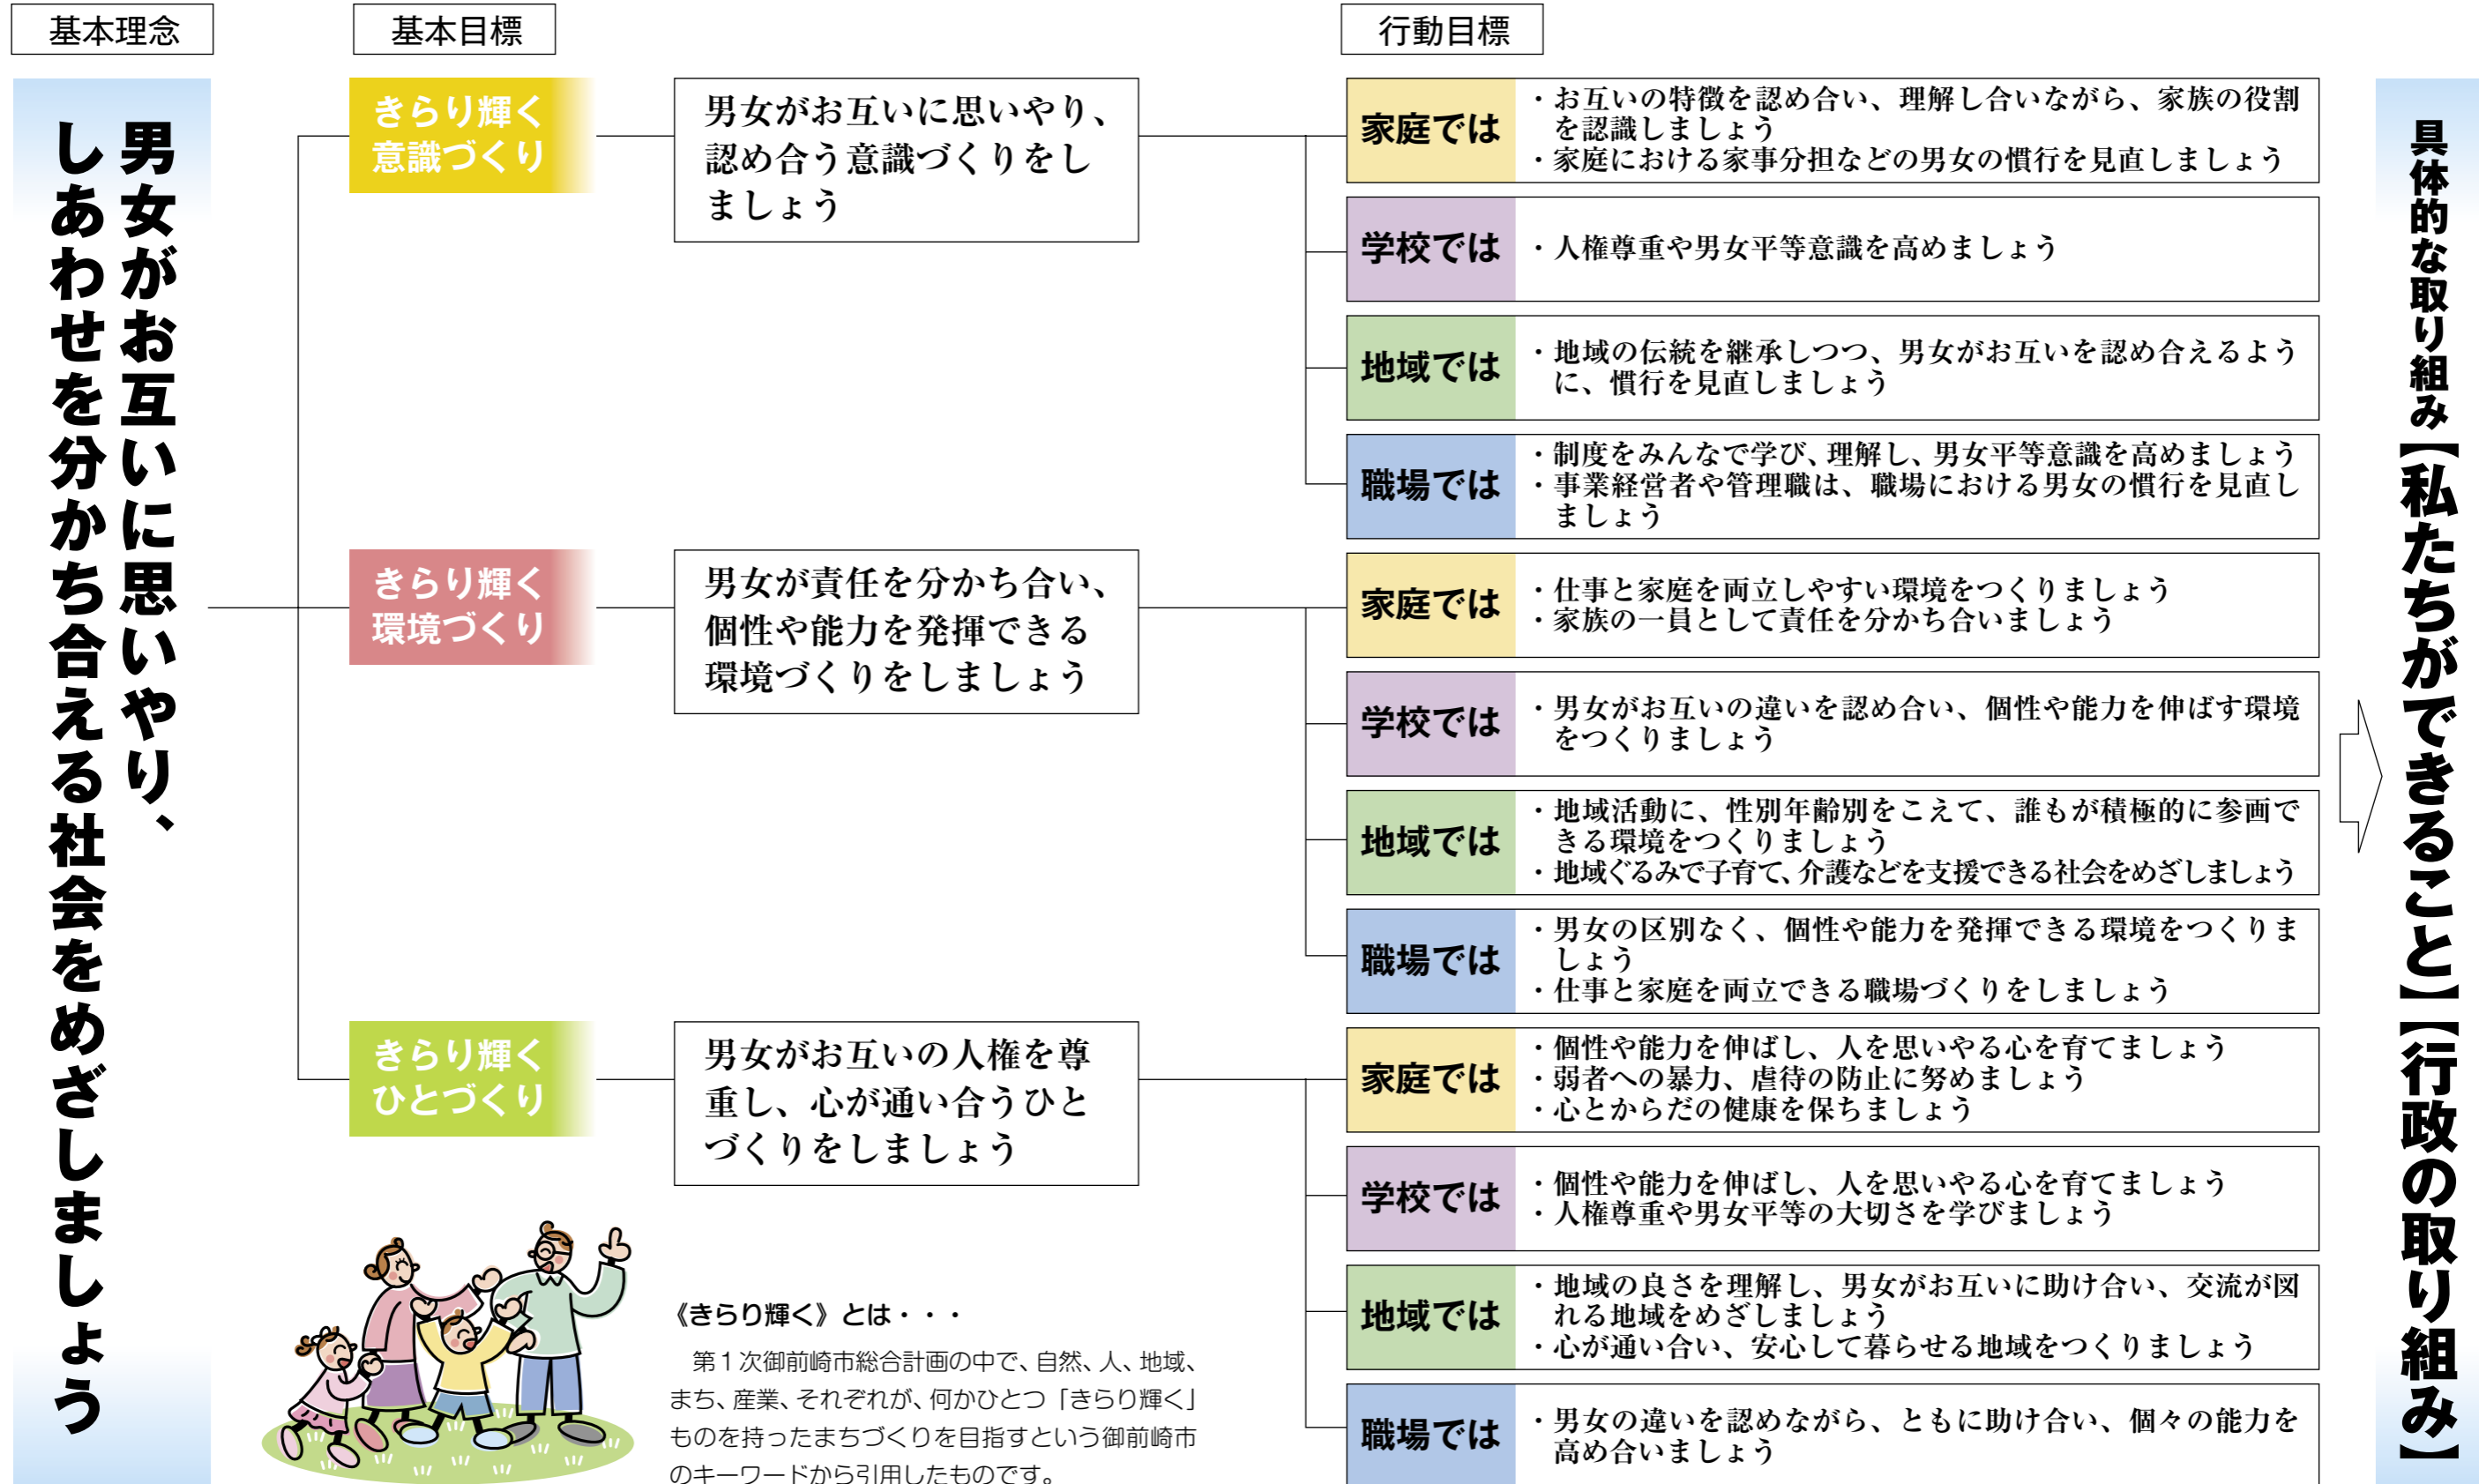 基本理念
基本目標
行動目標
男女がお互いに思いやり、
しあわせを分かち合える社会をめざしましょう
きらり輝く
意識づくり
男女がお互いに思いやり、
認め合う意識づくりをし
ましょう
家庭では
・お互いの特徴を認め合い、理解し合いながら、家族の役割
を認識しましょう
・家庭における家事分担などの男女の慣行を見直しましょう
学校では
・人権尊重や男女平等意識を高めましょう
地域では
・地域の伝統を継承しつつ、男女がお互いを認め合えるよう
に、慣行を見直しましょう
職場では
・制度をみんなで学び、理解し、男女平等意識を高めましょう
・事業経営者や管理職は、職場における男女の慣行を見直し
ましょう
きらり輝く
環境づくり
男女が責任を分かち合い、
個性や能力を発揮できる
環境づくりをしましょう
家庭では
・仕事と家庭を両立しやすい環境をつくりましょう
・家族の一員として責任を分かち合いましょう
学校では
・男女がお互いの違いを認め合い、個性や能力を伸ばす環境
をつくりましょう
地域では
・地域活動に、性別年齢別をこえて、誰もが積極的に参画で
きる環境をつくりましょう
・地域ぐるみで子育て、介護などを支援できる社会をめざしましょう
職場では
・男女の区別なく、個性や能力を発揮できる環境をつくりま
しょう
・仕事と家庭を両立できる職場づくりをしましょう
きらり輝く
ひとづくり
男女がお互いの人権を尊
重し、心が通い合うひと
づくりをしましょう
家庭では
・個性や能力を伸ばし、人を思いやる心を育てましょう
・弱者への暴力、虐待の防止に努めましょう
・心とからだの健康を保ちましょう
学校では
・個性や能力を伸ばし、人を思いやる心を育てましょう
・人権尊重や男女平等の大切さを学びましょう
地域では
・地域の良さを理解し、男女がお互いに助け合い、交流が図
れる地域をめざしましょう
・心が通い合い、安心して暮らせる地域をつくりましょう
職場では
・男女の違いを認めながら、ともに助け合い、個々の能力を
高め合いましょう
《きらり輝く》とは・・・
第１次御前崎市総合計画の中で、自然、人、地域、
まち、産業、それぞれが、何かひとつ「きらり輝く」
ものを持ったまちづくりを目指すという御前崎市
のキーワードから引用したものです。
具体的な取り組み【私たちができること】【行政の取り組み】